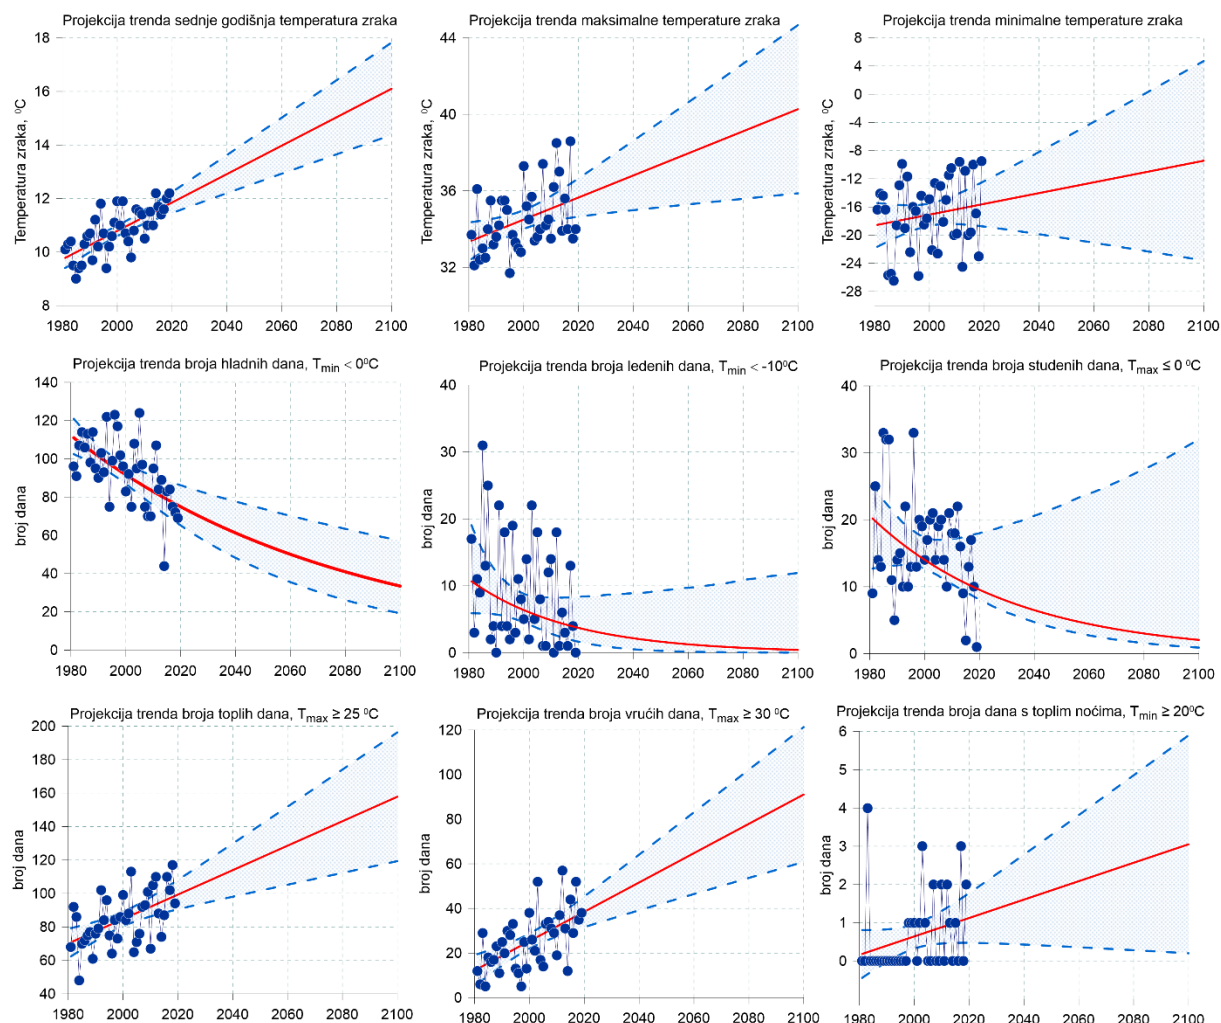 Projekcija trenda sednje godišnja temperatura zraka
Temperatura zraka, ⁰C
18
16
14
12
10
8
1980 2000 2020 2040 2060 2080 2100
Projekcija trenda maksimalne temperature zraka
Temperatura zraka, ⁰C
44
40
36
32
1980 2000 2020 2040 2060 2080 2100
Projekcija trenda minimalne temperature zraka
Temperatura zraka, ⁰C
8
4
0
-4
-8
-12
-16
-20
-24
-28
1980 2000 2020 2040 2060 2080 2100
Projekcija trenda broja hladnih dana, Tmin < 0⁰C
broj dana
140
120
100
80
60
40
20
0
1980 2000 2020 2040 2060 2080 2100
Projekcija trenda broja ledenih dana, Tmin < -10⁰C
broj dana
40
30
20
10
0
1980 2000 2020 2040 2060 2080 2100
Projekcija trenda broja studenih dana, Tmax ≤ 0 ⁰C
broj dana
40
30
20
10
0
1980 2000 2020 2040 2060 2080 2100
Projekcija trenda broja toplih dana, Tmax ≥ 25 ⁰C
broj dana
200
180
160
140
120
100
80
60
40
1980 2000 2020 2040 2060 2080 2100
Projekcija trenda broja vrućih dana, Tmax ≥ 30 ⁰C
broj dana
120
100
80
60
40
20
0
1980 2000 2020 2040 2060 2080 2100
Projekcija trenda broja dana s toplim noćima, Tmin ≥ 20⁰C
broj dana
6
5
4
3
2
1
0
1980 2000 2020 2040 2060 2080 2100